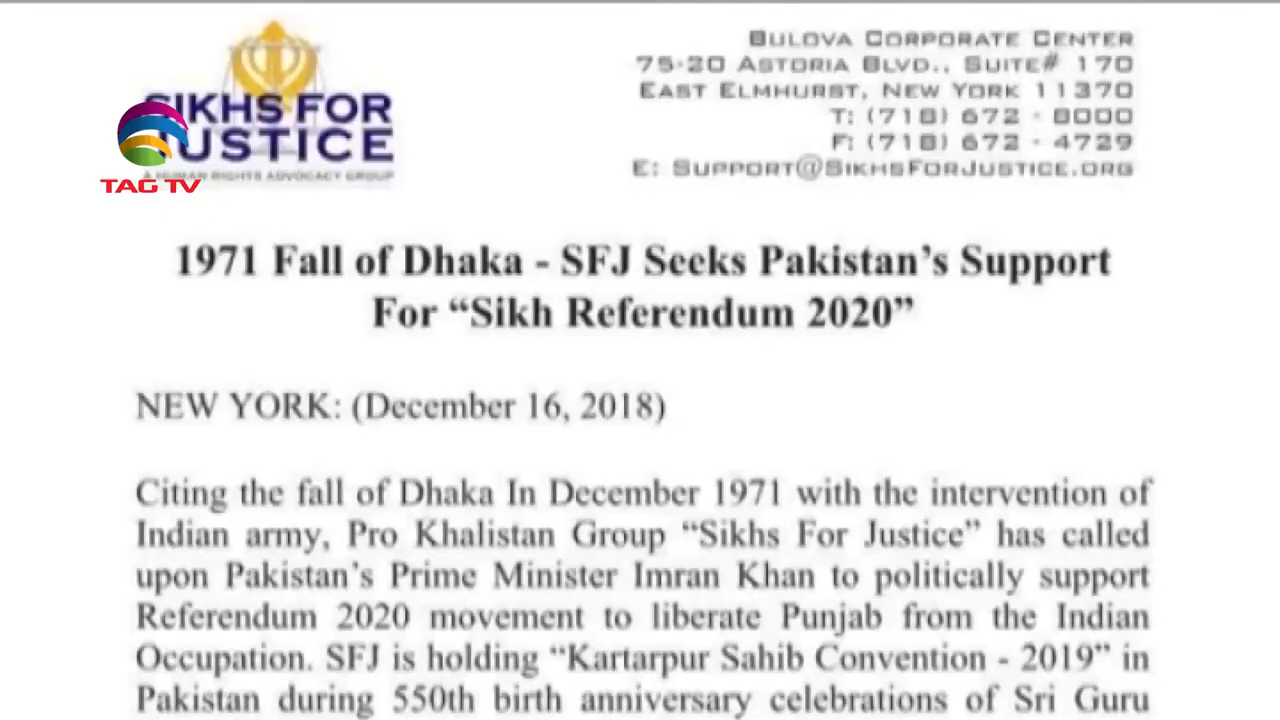 SIKHS FOR
JUSTICE
A HUMAN RIGHTS ADVOCACY GROUP
TAG TV
BULOVA CORPORATE CENTER
75-20 ASTORIA BLVD., SUITE# 170
EAST ELMHURST, NEW YORK 11370
T: (718) 672 - 8000
F: (718) 672 - 4729
E: SUPPORT@SIKHSFORJUSTICE.ORG
1971 Fall of Dhaka - SFJ Seeks Pakistan’s Support
For “Sikh Referendum 2020”
NEW YORK: (December 16, 2018)
Citing the fall of Dhaka In December 1971 with the intervention of
Indian army, Pro Khalistan Group “Sikhs For Justice” has called
upon Pakistan’s Prime Minister Imran Khan to politically support
Referendum 2020 movement to liberate Punjab from the Indian
Occupation. SFJ is holding “Kartarpur Sahib Convention - 2019” in
Pakistan during 550th birth anniversary celebrations of Sri Guru